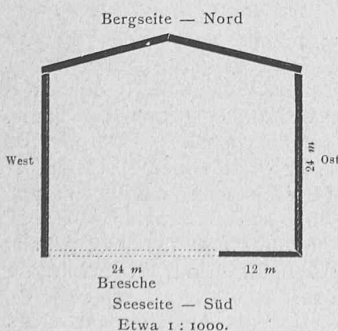 Bergseite — Nord
West
24 m
Ost
24 m
12 m
Bresche
Seeseite — Süd
Etwa 1 : 1000.